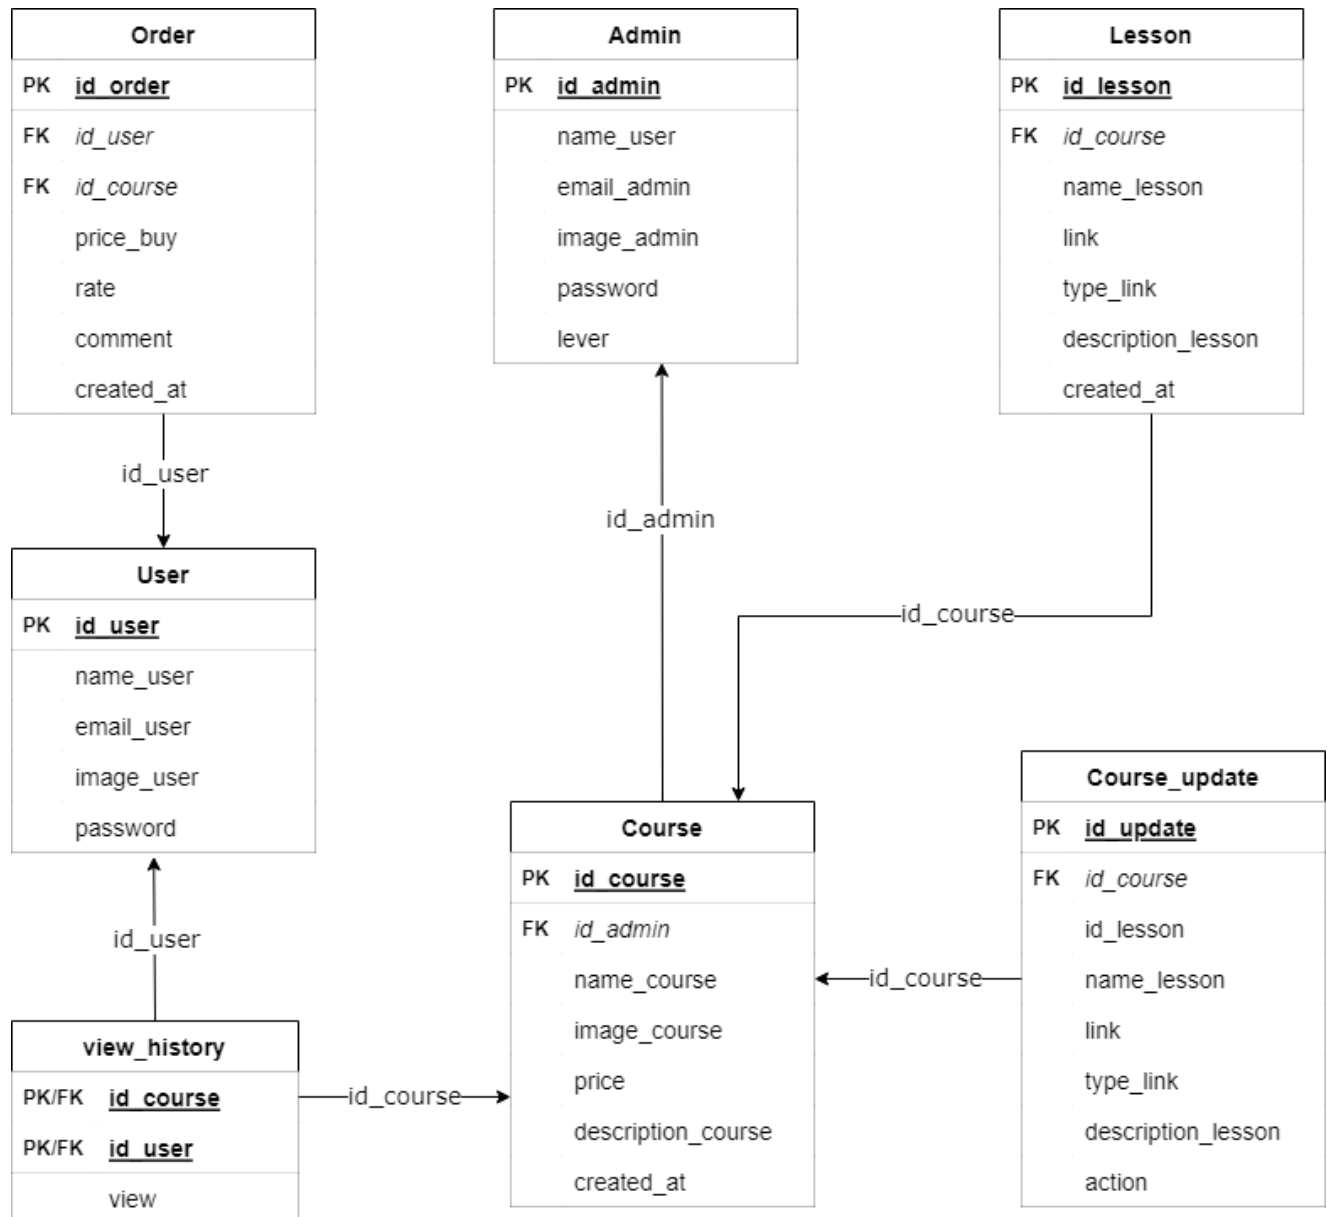 Order
PK id_order
FK id_user
FK id_course
price_buy
rate
comment
created_at
Admin
PK id_admin
name_user
email_admin
image_admin
password
lever
Lesson
PK id_lesson
FK id_course
name_lesson
link
type_link
description_lesson
created_at
id_user
id_admin
id_course
User
PK id_user
name_user
email_user
image_user
password
id_user
view_history
PK/FK id_course
PK/FK id_user
view
id_course
Course
PK id_course
FK id_admin
name_course
image_course
price
description_course
created_at
id_course
Course_update
PK id_update
FK id_course
id_lesson
name_lesson
link
type_link
description_lesson
action